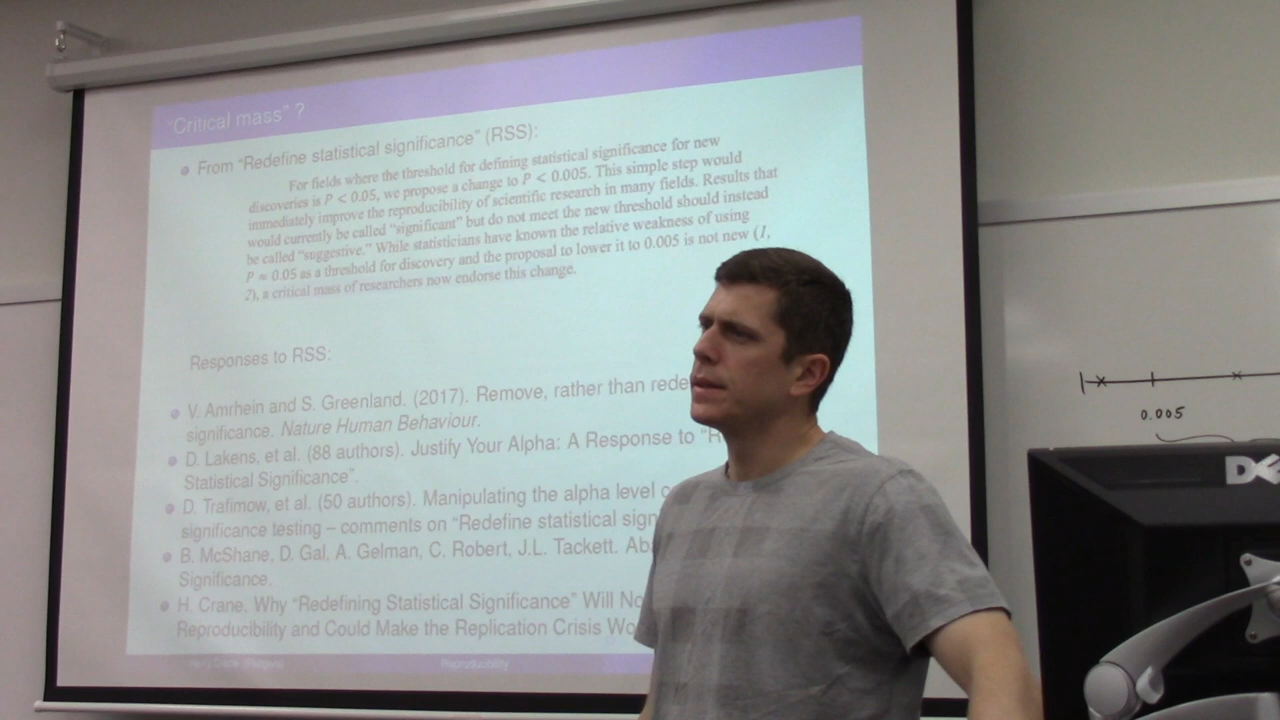 "Critical mass" ?
From "Redefine statistical significance" (RSS):
For fields where the threshold for defining statistical significance for new
discoveries is P < 0.05, we propose a change to P < 0.005. This simple step would
immediately improve the reproducibility of scientific research in many fields. Results that
would currently be called "significant" but do not meet the new threshold should instead
be called "suggestive." While statisticians have known the relative weakness of using
P ≈ 0.05 as a threshold for discovery and the proposal to lower it to 0.005 is not new (1,
2), a critical mass of researchers now endorse this change.
Responses to RSS:
V. Amrhein and S. Greenland. (2017). Remove, rather than rede
significance. Nature Human Behaviour.
D. Lakens, et al. (88 authors). Justify Your Alpha: A Response to "R
Statistical Significance".
D. Trafimow, et al. (50 authors). Manipulating the alpha level c
significance testing – comments on "Redefine statistical sign
B. McShane, D. Gal, A. Gelman, C. Robert, J.L. Tackett. Aba
Significance.
H. Crane. Why "Redefining Statistical Significance" Will No
Reproducibility and Could Make the Replication Crisis Wo
Harry Crane (Rutgers)
Reproducibility
0.005
DELL